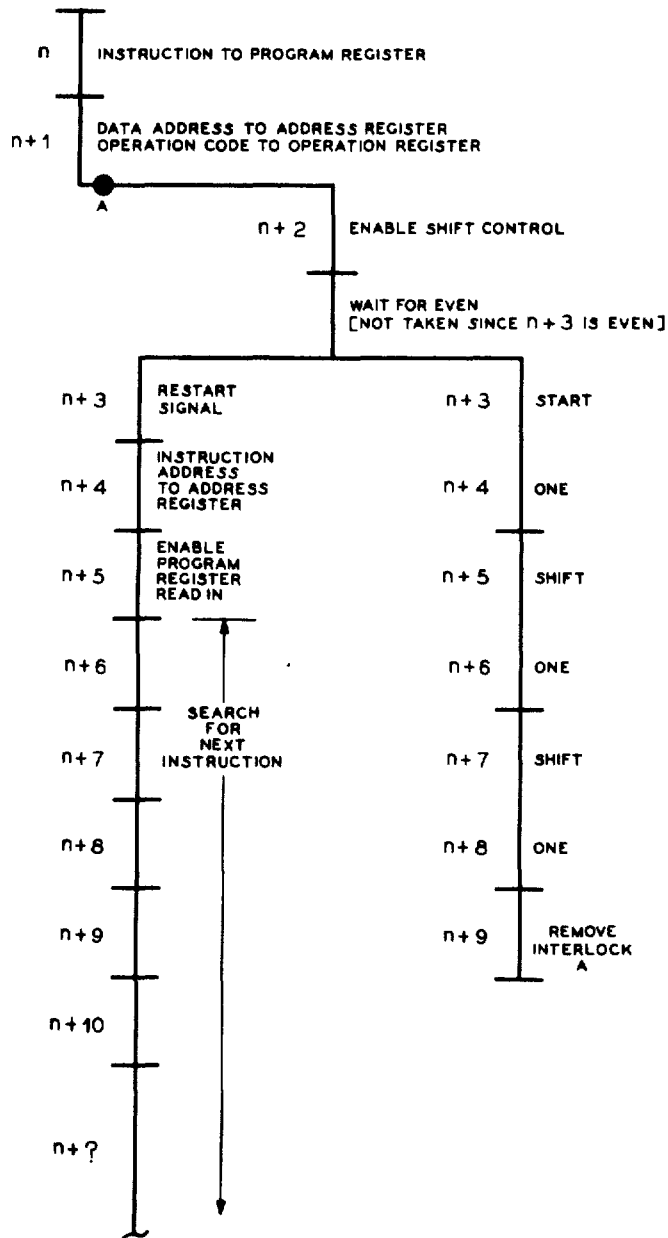 n INSTRUCTION TO PROGRAM REGISTER
n+1 DATA ADDRESS TO ADDRESS REGISTER
OPERATION CODE TO OPERATION REGISTER
A
n+2 ENABLE SHIFT CONTROL
WAIT FOR EVEN
[NOT TAKEN SINCE n+3 IS EVEN]
n+3 RESTART
SIGNAL
n+4 INSTRUCTION
ADDRESS
TO ADDRESS
REGISTER
n+5 ENABLE
PROGRAM
REGISTER
READ IN
n+6
SEARCH
FOR
NEXT
INSTRUCTION
n+7
n+8
n+9
n+10
n+?
n+3 START
n+4 ONE
n+5 SHIFT
n+6 ONE
n+7 SHIFT
n+8 ONE
n+9 REMOVE
INTERLOCK
A